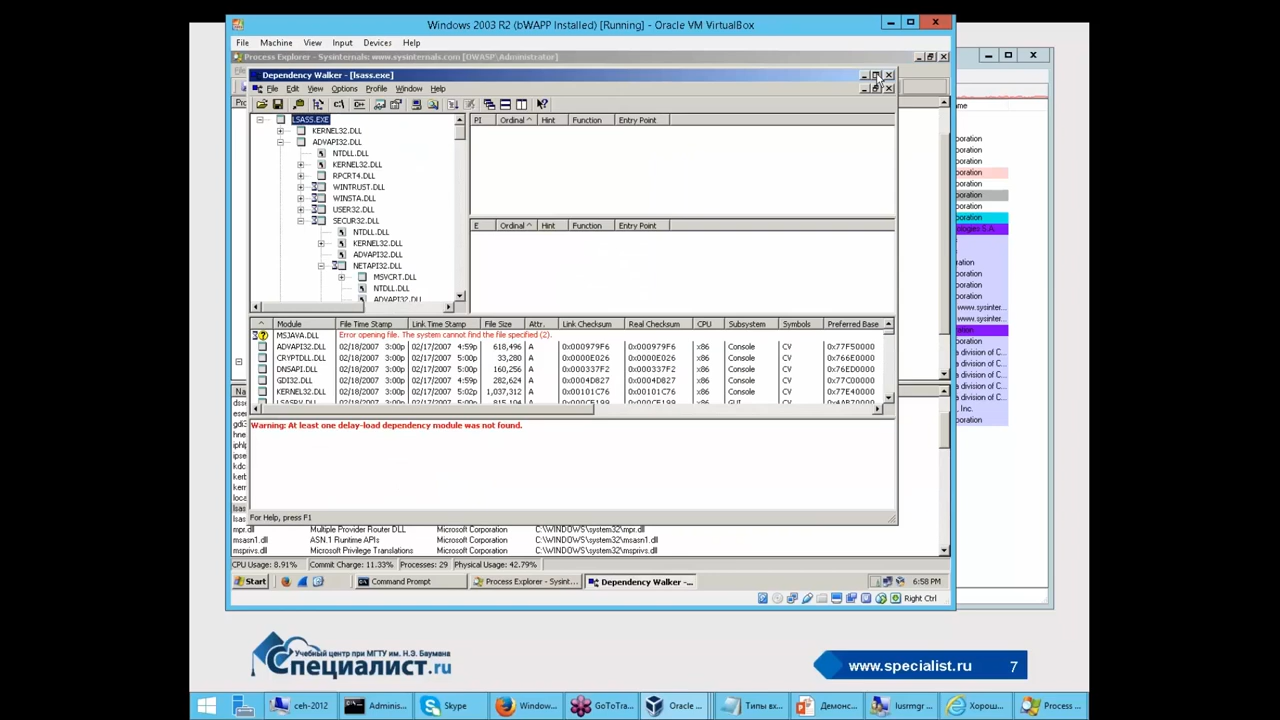 Windows 2003 R2 (bWAPP Installed) [Running] - Oracle VM VirtualBox
File Machine View Input Devices Help
Process Explorer - Sysinternals: www.sysinternals.com [OWASP\Administrator]
Dependency Walker - [lsass.exe]
File Edit View Options Profile Window Help
LSASS.EXE
KERNEL32.DLL
ADVAPI32.DLL
NTDLL.DLL
KERNEL32.DLL
RPCRT4.DLL
WINTRUST.DLL
WINSTA.DLL
USER32.DLL
SECUR32.DLL
NTDLL.DLL
KERNEL32.DLL
ADVAPI32.DLL
NETAPI32.DLL
MSVCRT.DLL
NTDLL.DLL
ADVAPI32.DLL
PI Ordinal ^ Hint Function Entry Point
E Ordinal ^ Hint Function Entry Point
^ Module File Time Stamp Link Time Stamp File Size Attr. Link Checksum Real Checksum CPU Subsystem Symbols Preferred Base
MSJAVA.DLL Error opening file. The system cannot find the file specified (2).
ADVAPI32.DLL 02/18/2007 3:00p 02/17/2007 4:59p 618,496 A 0x000979F6 0x000979F6 x86 Console CV 0x77F50000
CRYPTDLL.DLL 02/18/2007 3:00p 02/17/2007 5:00p 33,280 A 0x0000E026 0x0000E026 x86 Console CV 0x766E0000
DNSAPI.DLL 02/18/2007 3:00p 02/17/2007 5:00p 160,256 A 0x000337F2 0x000337F2 x86 Console CV 0x76ED0000
GDI32.DLL 02/18/2007 3:00p 02/17/2007 4:59p 282,624 A 0x0004D827 0x0004D827 x86 Console CV 0x77C00000
KERNEL32.DLL 02/18/2007 3:00p 02/17/2007 5:02p 1,037,312 A 0x00101C76 0x00101C76 x86 Console CV 0x77E40000
Warning: At least one delay-load dependency module was not found.
For Help, press F1
mpr.dll Multiple Provider Router DLL Microsoft Corporation C:\WINDOWS\system32\mpr.dll
msasn1.dll ASN.1 Runtime APIs Microsoft Corporation C:\WINDOWS\system32\msasn1.dll
msprivs.dll Microsoft Privilege Translations Microsoft Corporation C:\WINDOWS\system32\msprivs.dll
CPU Usage: 8.91% Commit Charge: 11.33% Processes: 29 Physical Usage: 42.79%
Start Command Prompt Process Explorer - Sysint... Dependency Walker -... 6:58 PM
Right Ctrl
Учебный центр при МГТУ им. Н.Э. Баумана
Специалист.ru
www.specialist.ru 7
ceh-2012 Adminis... Skype Window... GoToTra... Oracle ... Типы вх... Демонс... lusrmgr ... Хорош... Process ...